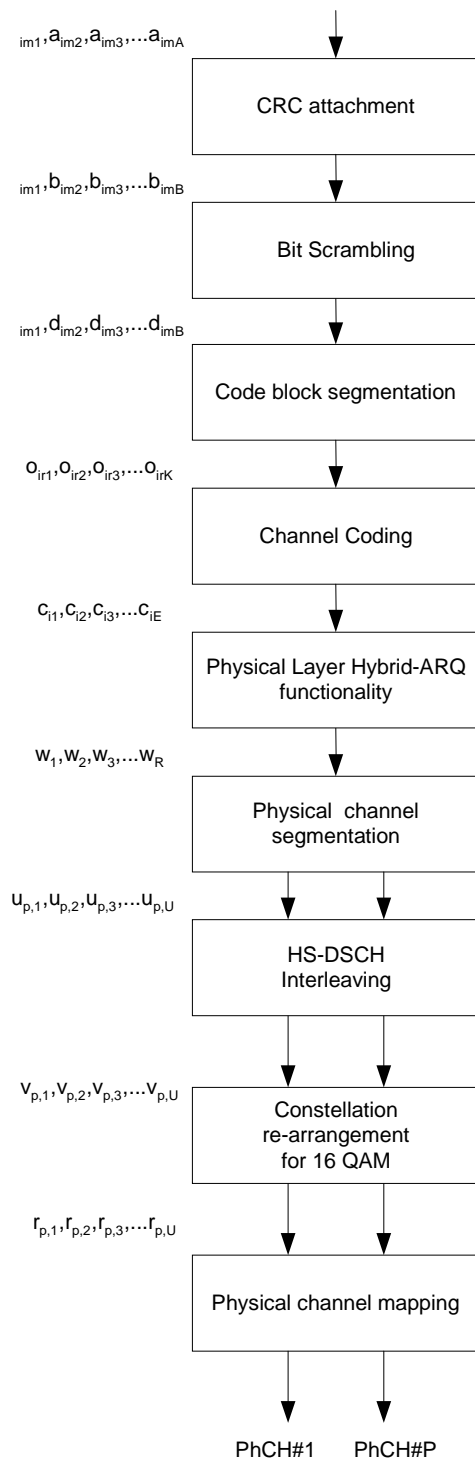 im1,aim2,aim3,...aimA
CRC attachment
im1,bim2,bim3,...bimB
Bit Scrambling
im1,dim2,dim3,...dimB
Code block segmentation
oir1,oir2,oir3,...oirK
Channel Coding
ci1,ci2,ci3,...ciE
Physical Layer Hybrid-ARQ
functionality
w1,w2,w3,...wR
Physical channel
segmentation
up,1,up,2,up,3,...up,U
HS-DSCH
Interleaving
vp,1,vp,2,vp,3,...vp,U
Constellation
re-arrangement
for 16 QAM
rp,1,rp,2,rp,3,...rp,U
Physical channel mapping
PhCH#1 PhCH#P